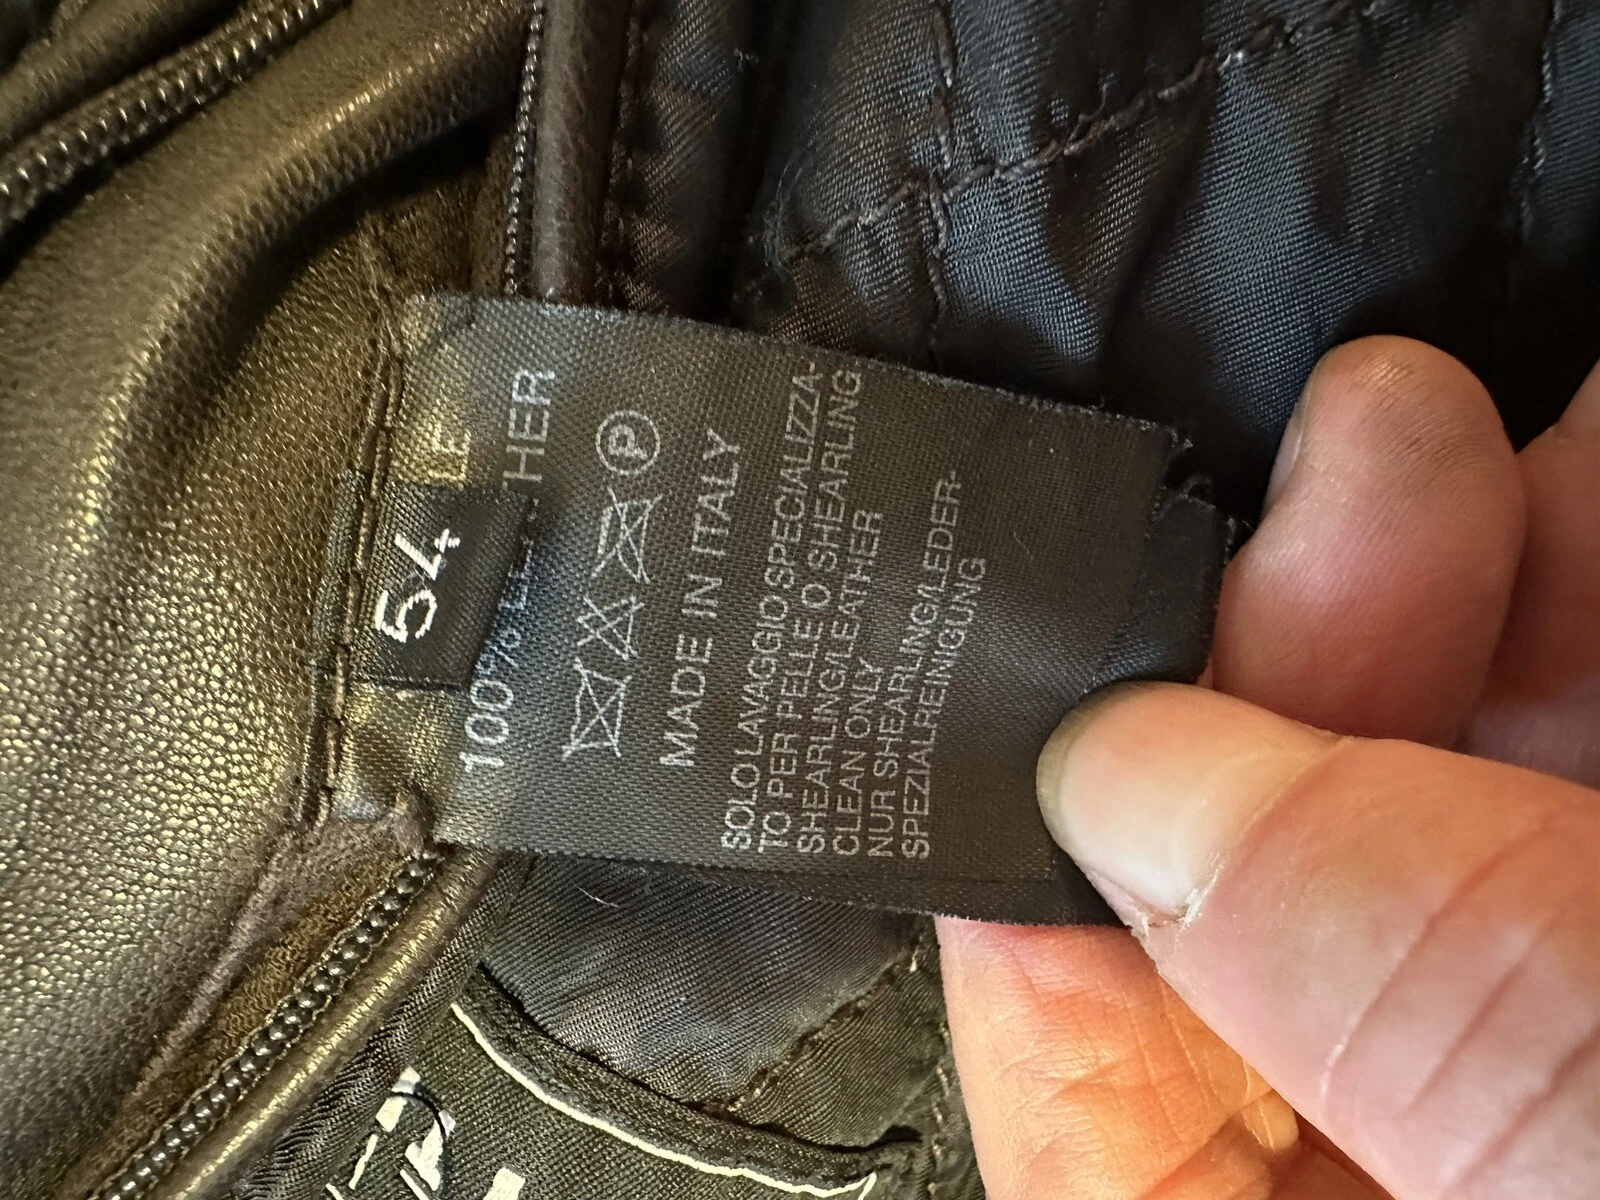 54
100% LEATHER
P
MADE IN ITALY
SOLO LAVAGGIO SPECIALIZZA-
TO PER PELLE O SHEARLING
SHEARLING/LEATHER
CLEAN ONLY
NUR SHEARLING/LEDER-
SPEZIALREINIGUNG